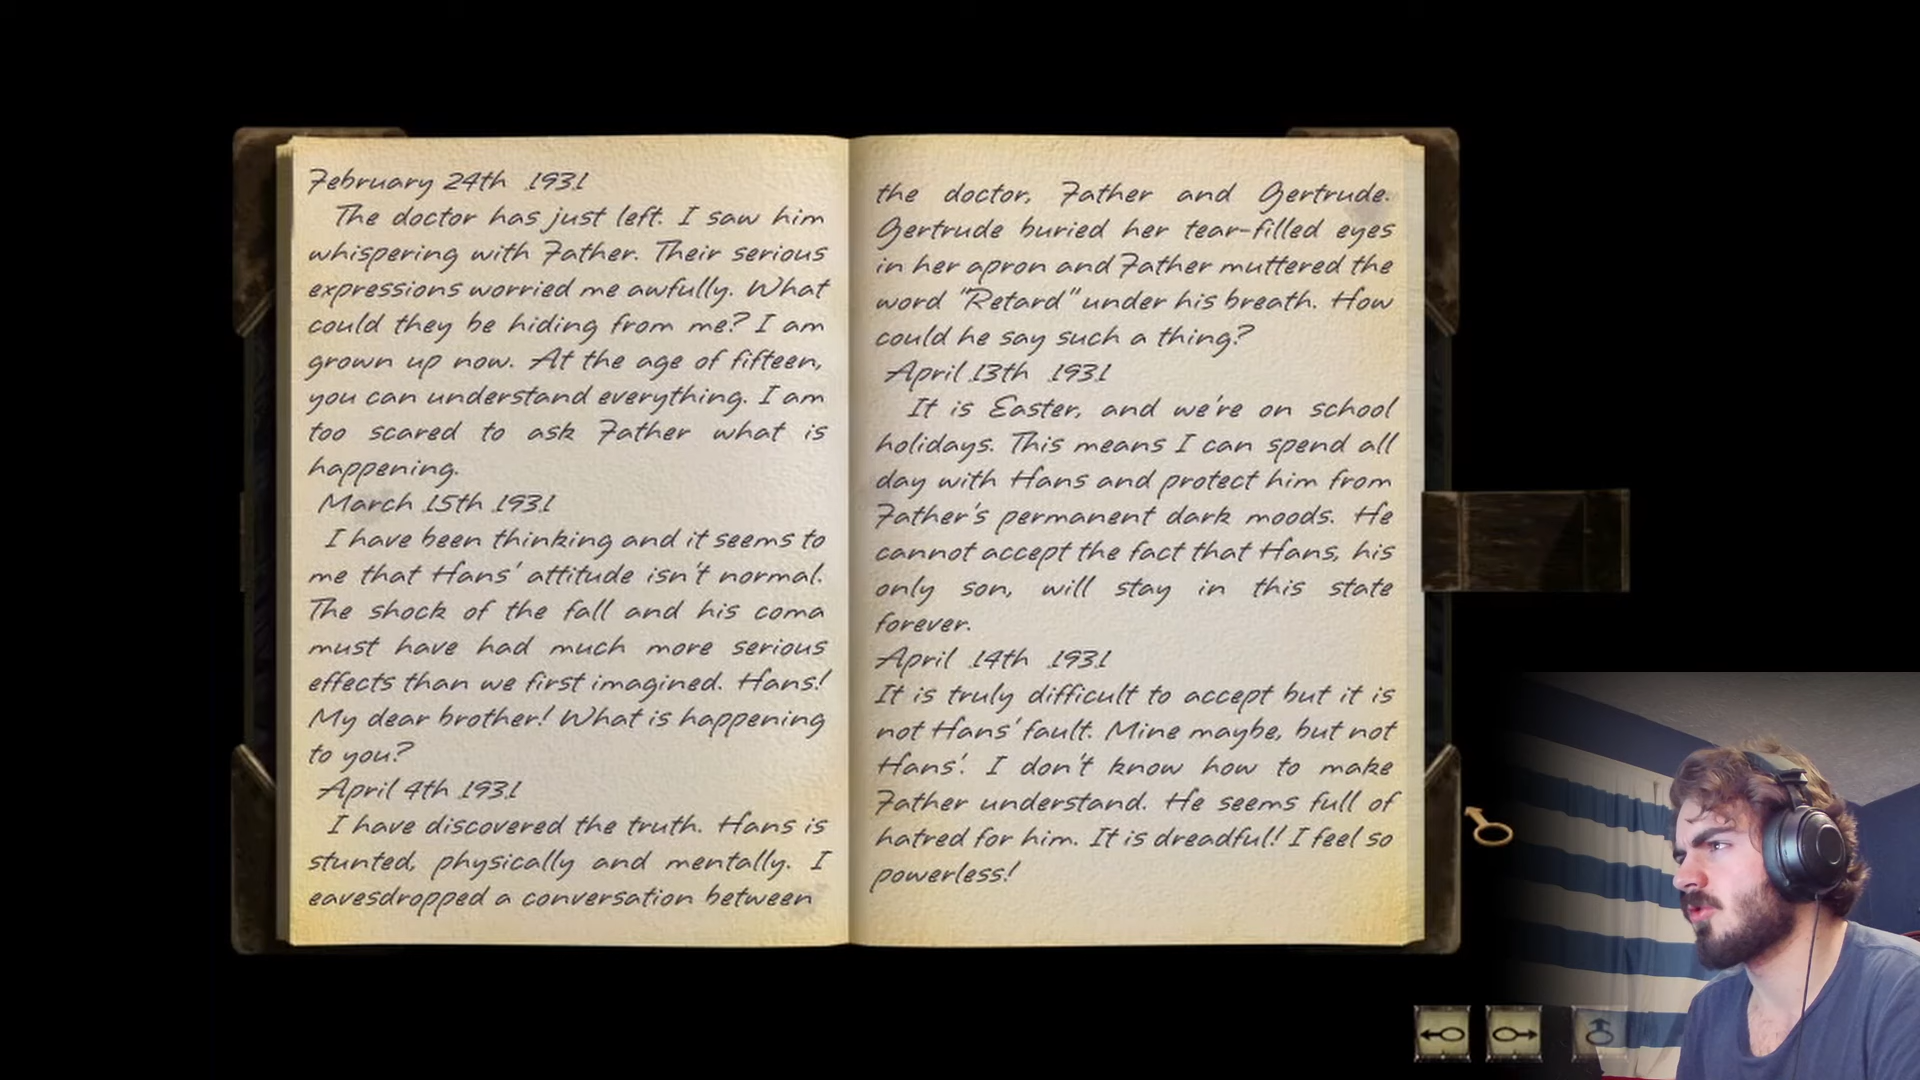 February 24th 1931
The doctor has just left. I saw him
whispering with Father. Their serious
expressions worried me awfully. What
could they be hiding from me? I am
grown up now. At the age of fifteen,
you can understand everything. I am
too scared to ask Father what is
happening.
March 15th 1931
I have been thinking and it seems to
me that Hans' attitude isn't normal.
The shock of the fall and his coma
must have had much more serious
effects than we first imagined. Hans!
My dear brother! What is happening
to you?
April 4th 1931
I have discovered the truth. Hans is
stunted, physically and mentally. I
eavesdropped a conversation between
the doctor, Father and Gertrude.
Gertrude buried her tear-filled eyes
in her apron and Father muttered the
word "Retard" under his breath. How
could he say such a thing?
April 13th 1931
It is Easter, and we're on school
holidays. This means I can spend all
day with Hans and protect him from
Father's permanent dark moods. He
cannot accept the fact that Hans, his
only son, will stay in this state
forever.
April 14th 1931
It is truly difficult to accept but it is
not Hans' fault. Mine maybe, but not
Hans'. I don't know how to make
Father understand. He seems full of
hatred for him. It is dreadful! I feel so
powerless!